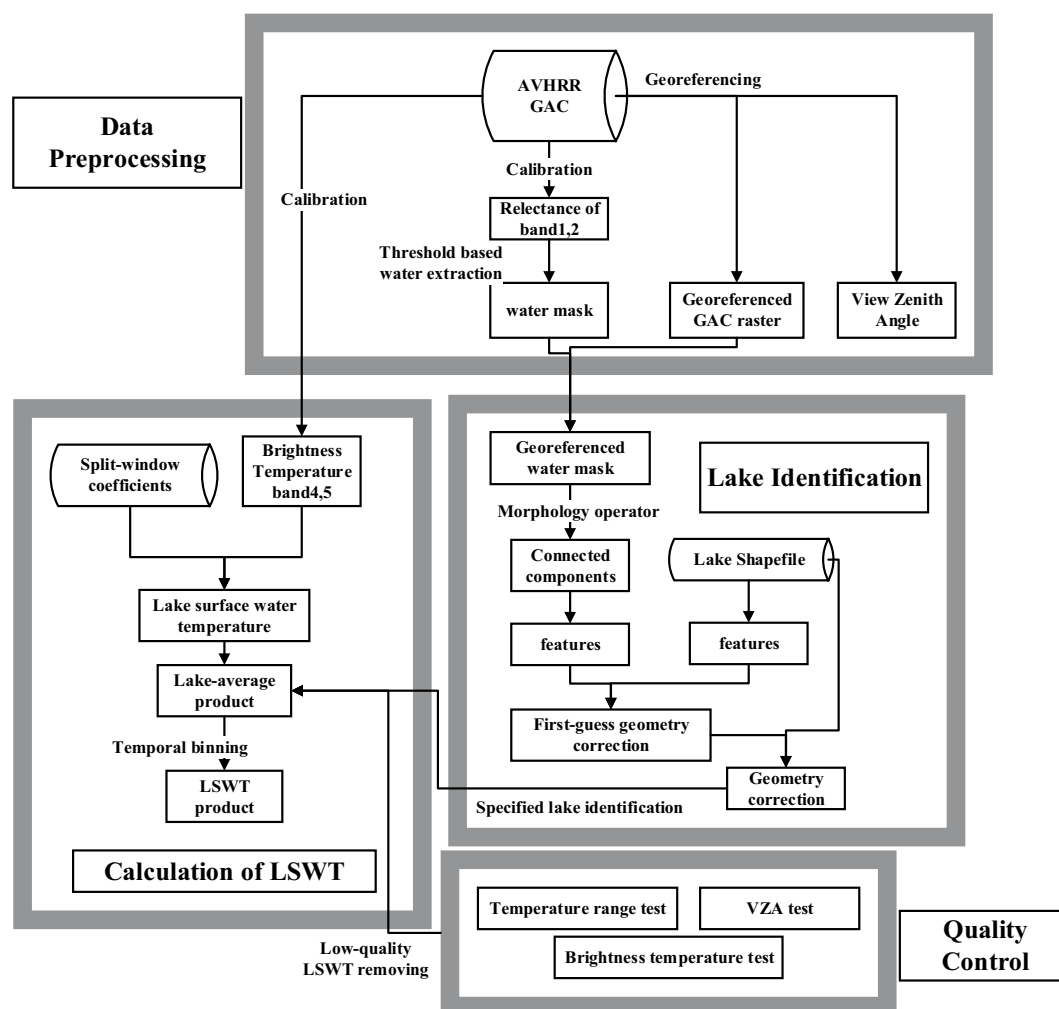 Data
Preprocessing
AVHRR
GAC
Georeferencing
Calibration
Calibration
Relectance of
band1,2
Threshold based
water extraction
water mask
Georeferenced
GAC raster
View Zenith
Angle
Split-window
coefficients
Brightness
Temperature
band4,5
Lake surface water
temperature
Lake-average
product
Temporal binning
LSWT
product
Calculation of LSWT
Georeferenced
water mask
Lake Identification
Morphology operator
Connected
components
Lake Shapefile
features
features
First-guess geometry
correction
Geometry
correction
Specified lake identification
Temperature range test
VZA test
Brightness temperature test
Quality
Control
Low-quality
LSWT removing